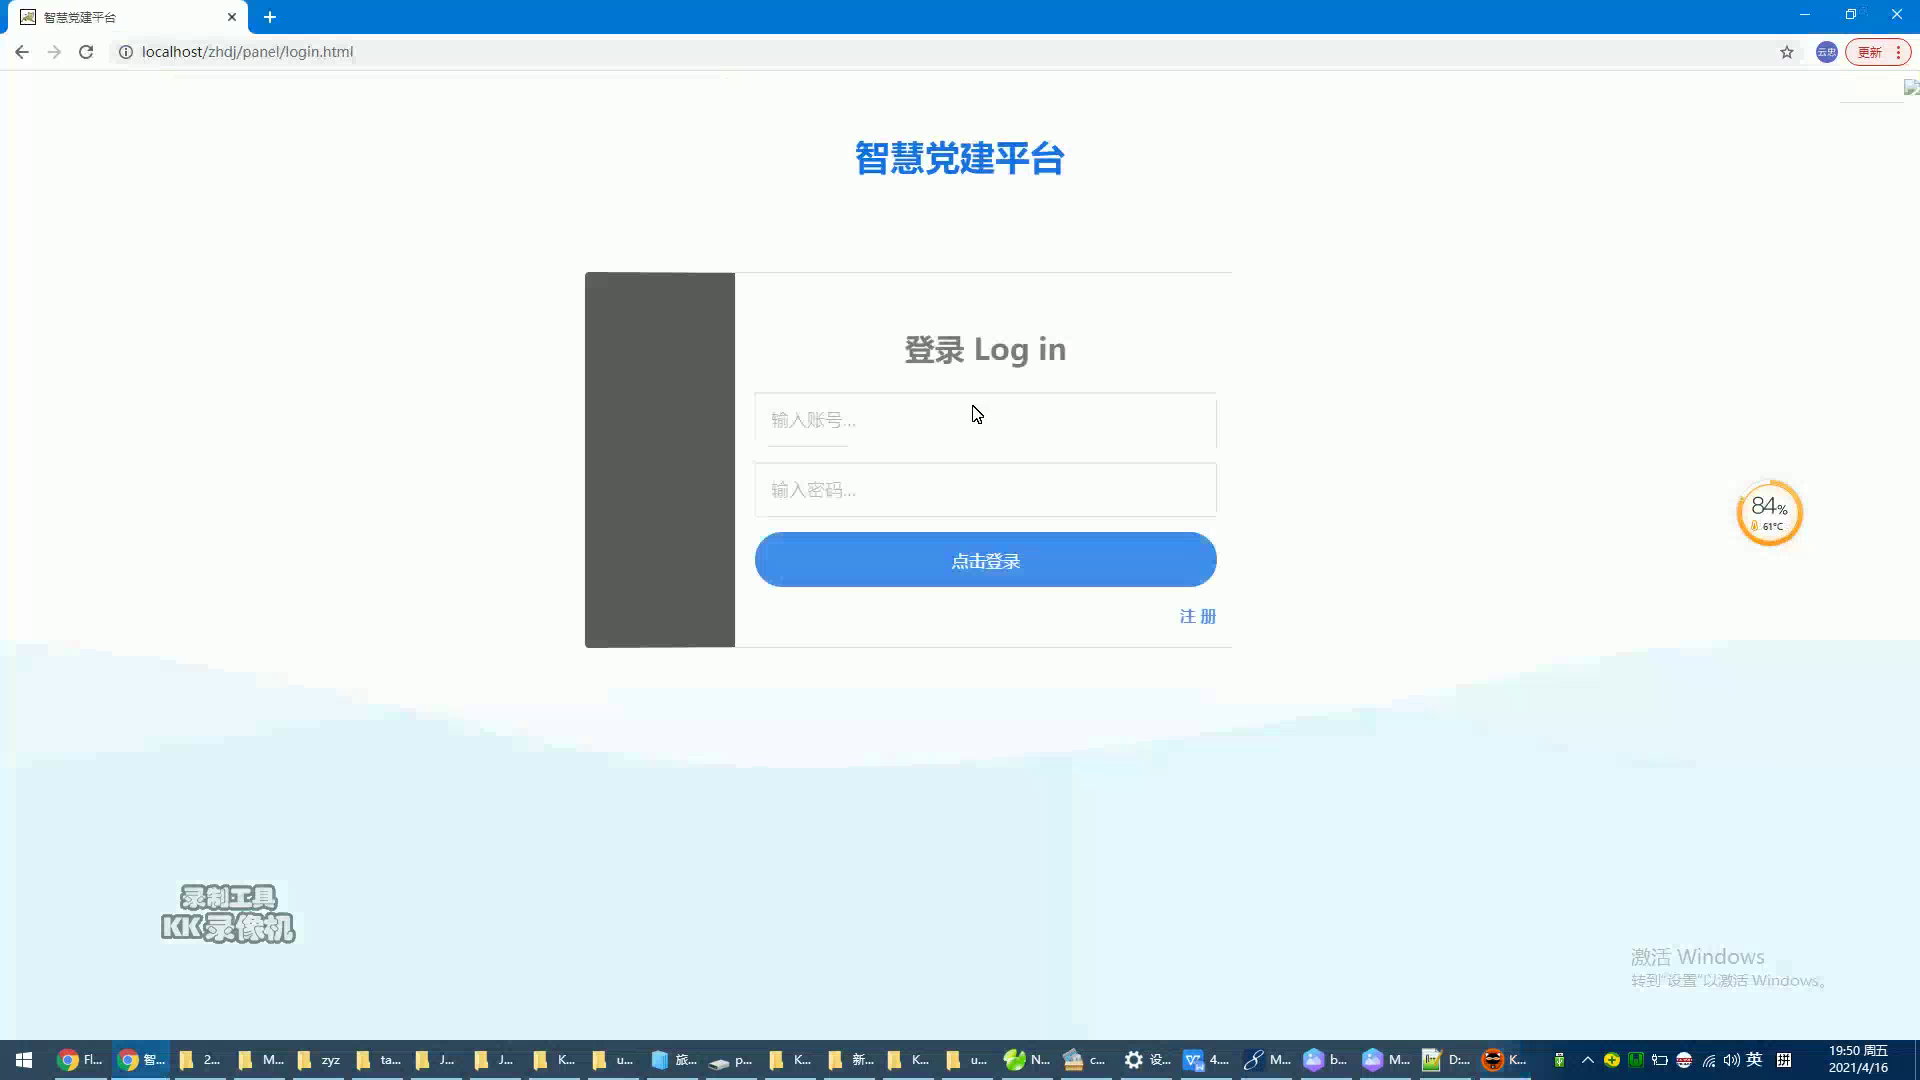 智慧党建平台
localhost/zhdj/panel/login.html
云忠
更新
智慧党建平台
登录 Log in
输入账号...
输入密码...
点击登录
注 册
84%
61°C
录制工具
KK录像机
激活 Windows
转到"设置"以激活 Windows。
Fl...
智...
2...
M...
zyz
ta...
J...
J...
K...
u...
旅...
p...
K...
新...
K...
u...
N...
c...
设...
4....
M...
b...
M...
D:...
K...
英
19:50 周五
2021/4/16